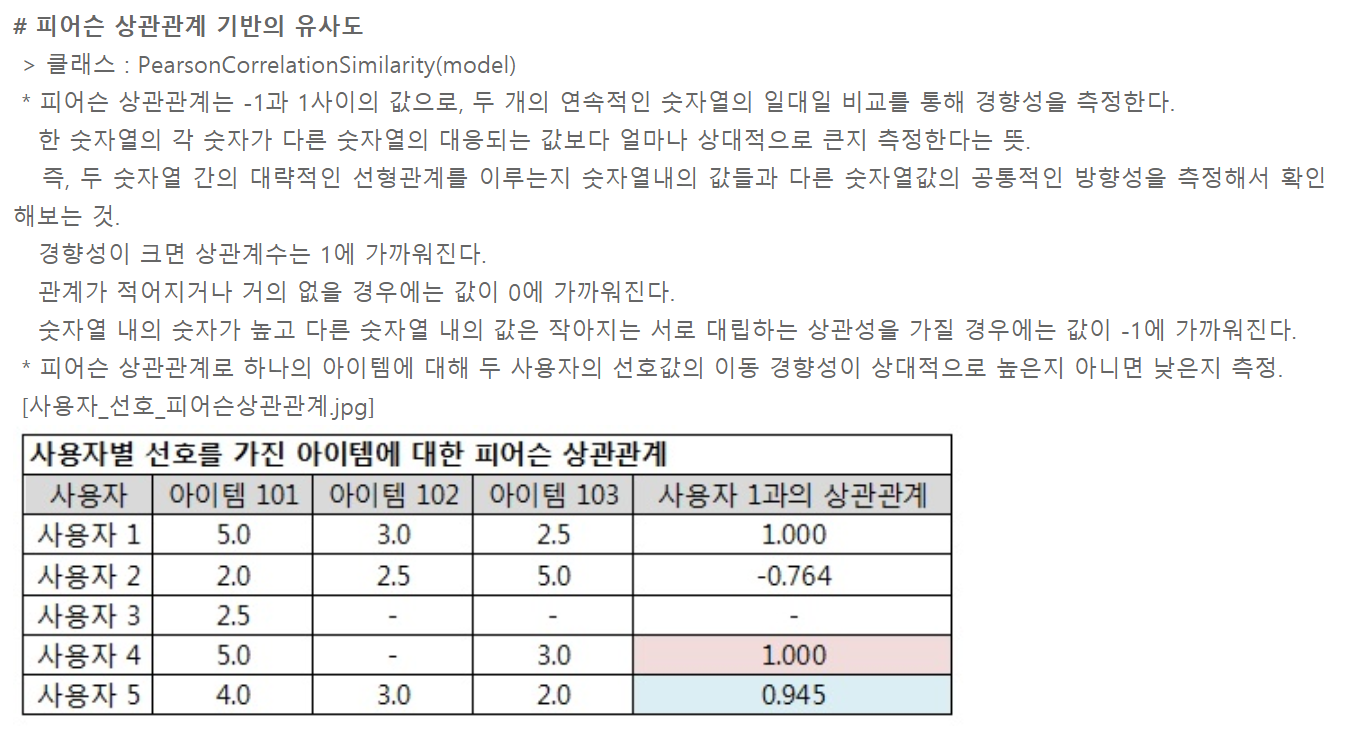 # 피어슨 상관관계 기반의 유사도
> 클래스 : PearsonCorrelationSimilarity(model)
* 피어슨 상관관계는 -1과 1사이의 값으로, 두 개의 연속적인 숫자열의 일대일 비교를 통해 경향성을 측정한다.
한 숫자열의 각 숫자가 다른 숫자열의 대응되는 값보다 얼마나 상대적으로 큰지 측정한다는 뜻.
즉, 두 숫자열 간의 대략적인 선형관계를 이루는지 숫자열내의 값들과 다른 숫자열값의 공통적인 방향성을 측정해서 확인
해보는 것.
경향성이 크면 상관계수는 1에 가까워진다.
관계가 적어지거나 거의 없을 경우에는 값이 0에 가까워진다.
숫자열 내의 숫자가 높고 다른 숫자열 내의 값은 작아지는 서로 대립하는 상관성을 가질 경우에는 값이 -1에 가까워진다.
* 피어슨 상관관계로 하나의 아이템에 대해 두 사용자의 선호값의 이동 경향성이 상대적으로 높은지 아니면 낮은지 측정.
[사용자_선호_피어슨상관관계.jpg]
사용자별 선호를 가진 아이템에 대한 피어슨 상관관계
사용자 아이템 101 아이템 102 아이템 103 사용자 1과의 상관관계
사용자 1 5.0 3.0 2.5 1.000
사용자 2 2.0 2.5 5.0 -0.764
사용자 3 2.5 - - -
사용자 4 5.0 - 3.0 1.000
사용자 5 4.0 3.0 2.0 0.945